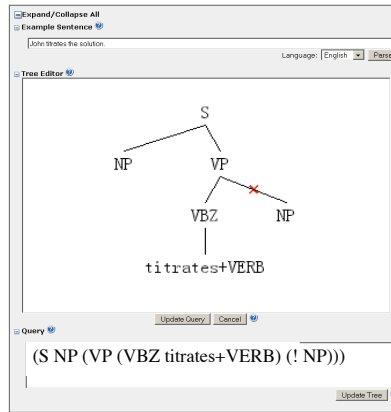 Expand/Collapse All
Example Sentence
John titrates the solution.
Language: English Parse
Tree Editor
S
NP VP
VBZ NP
titrates+VERB
Update Query Cancel
Query
(S NP (VP (VBZ titrates+VERB) (! NP)))
Update Tree